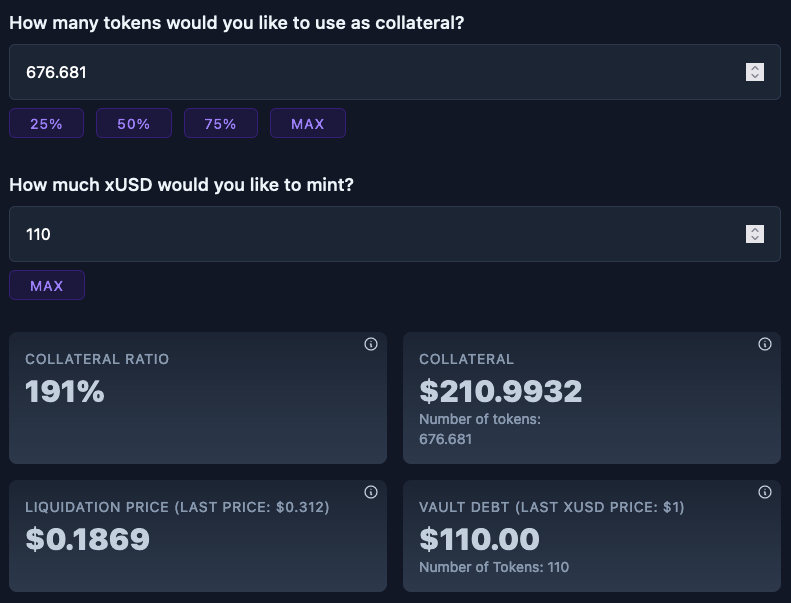 How many tokens would you like to use as collateral?
676.681
25%
50%
75%
MAX
How much xUSD would you like to mint?
110
MAX
COLLATERAL RATIO
191%
COLLATERAL
$210.9932
Number of tokens:
676.681
LIQUIDATION PRICE (LAST PRICE: $0.312)
$0.1869
VAULT DEBT (LAST XUSD PRICE: $1)
$110.00
Number of Tokens: 110